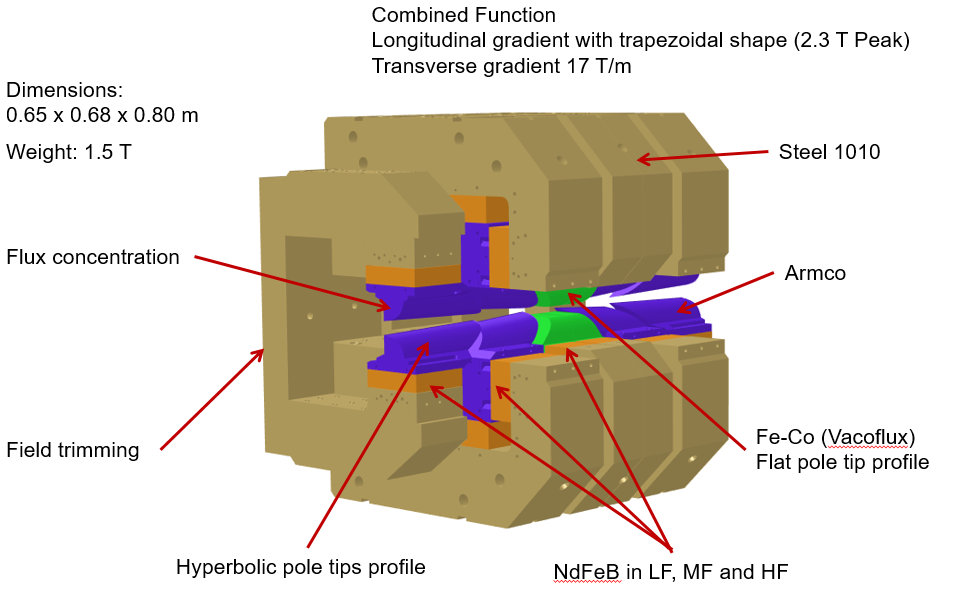 Combined Function
Longitudinal gradient with trapezoidal shape (2.3 T Peak)
Transverse gradient 17 T/m
Dimensions:
0.65 x 0.68 x 0.80 m
Weight: 1.5 T
Steel 1010
Flux concentration
Armco
Field trimming
Fe-Co (Vacoflux)
Flat pole tip profile
Hyperbolic pole tips profile
NdFeB in LF, MF and HF